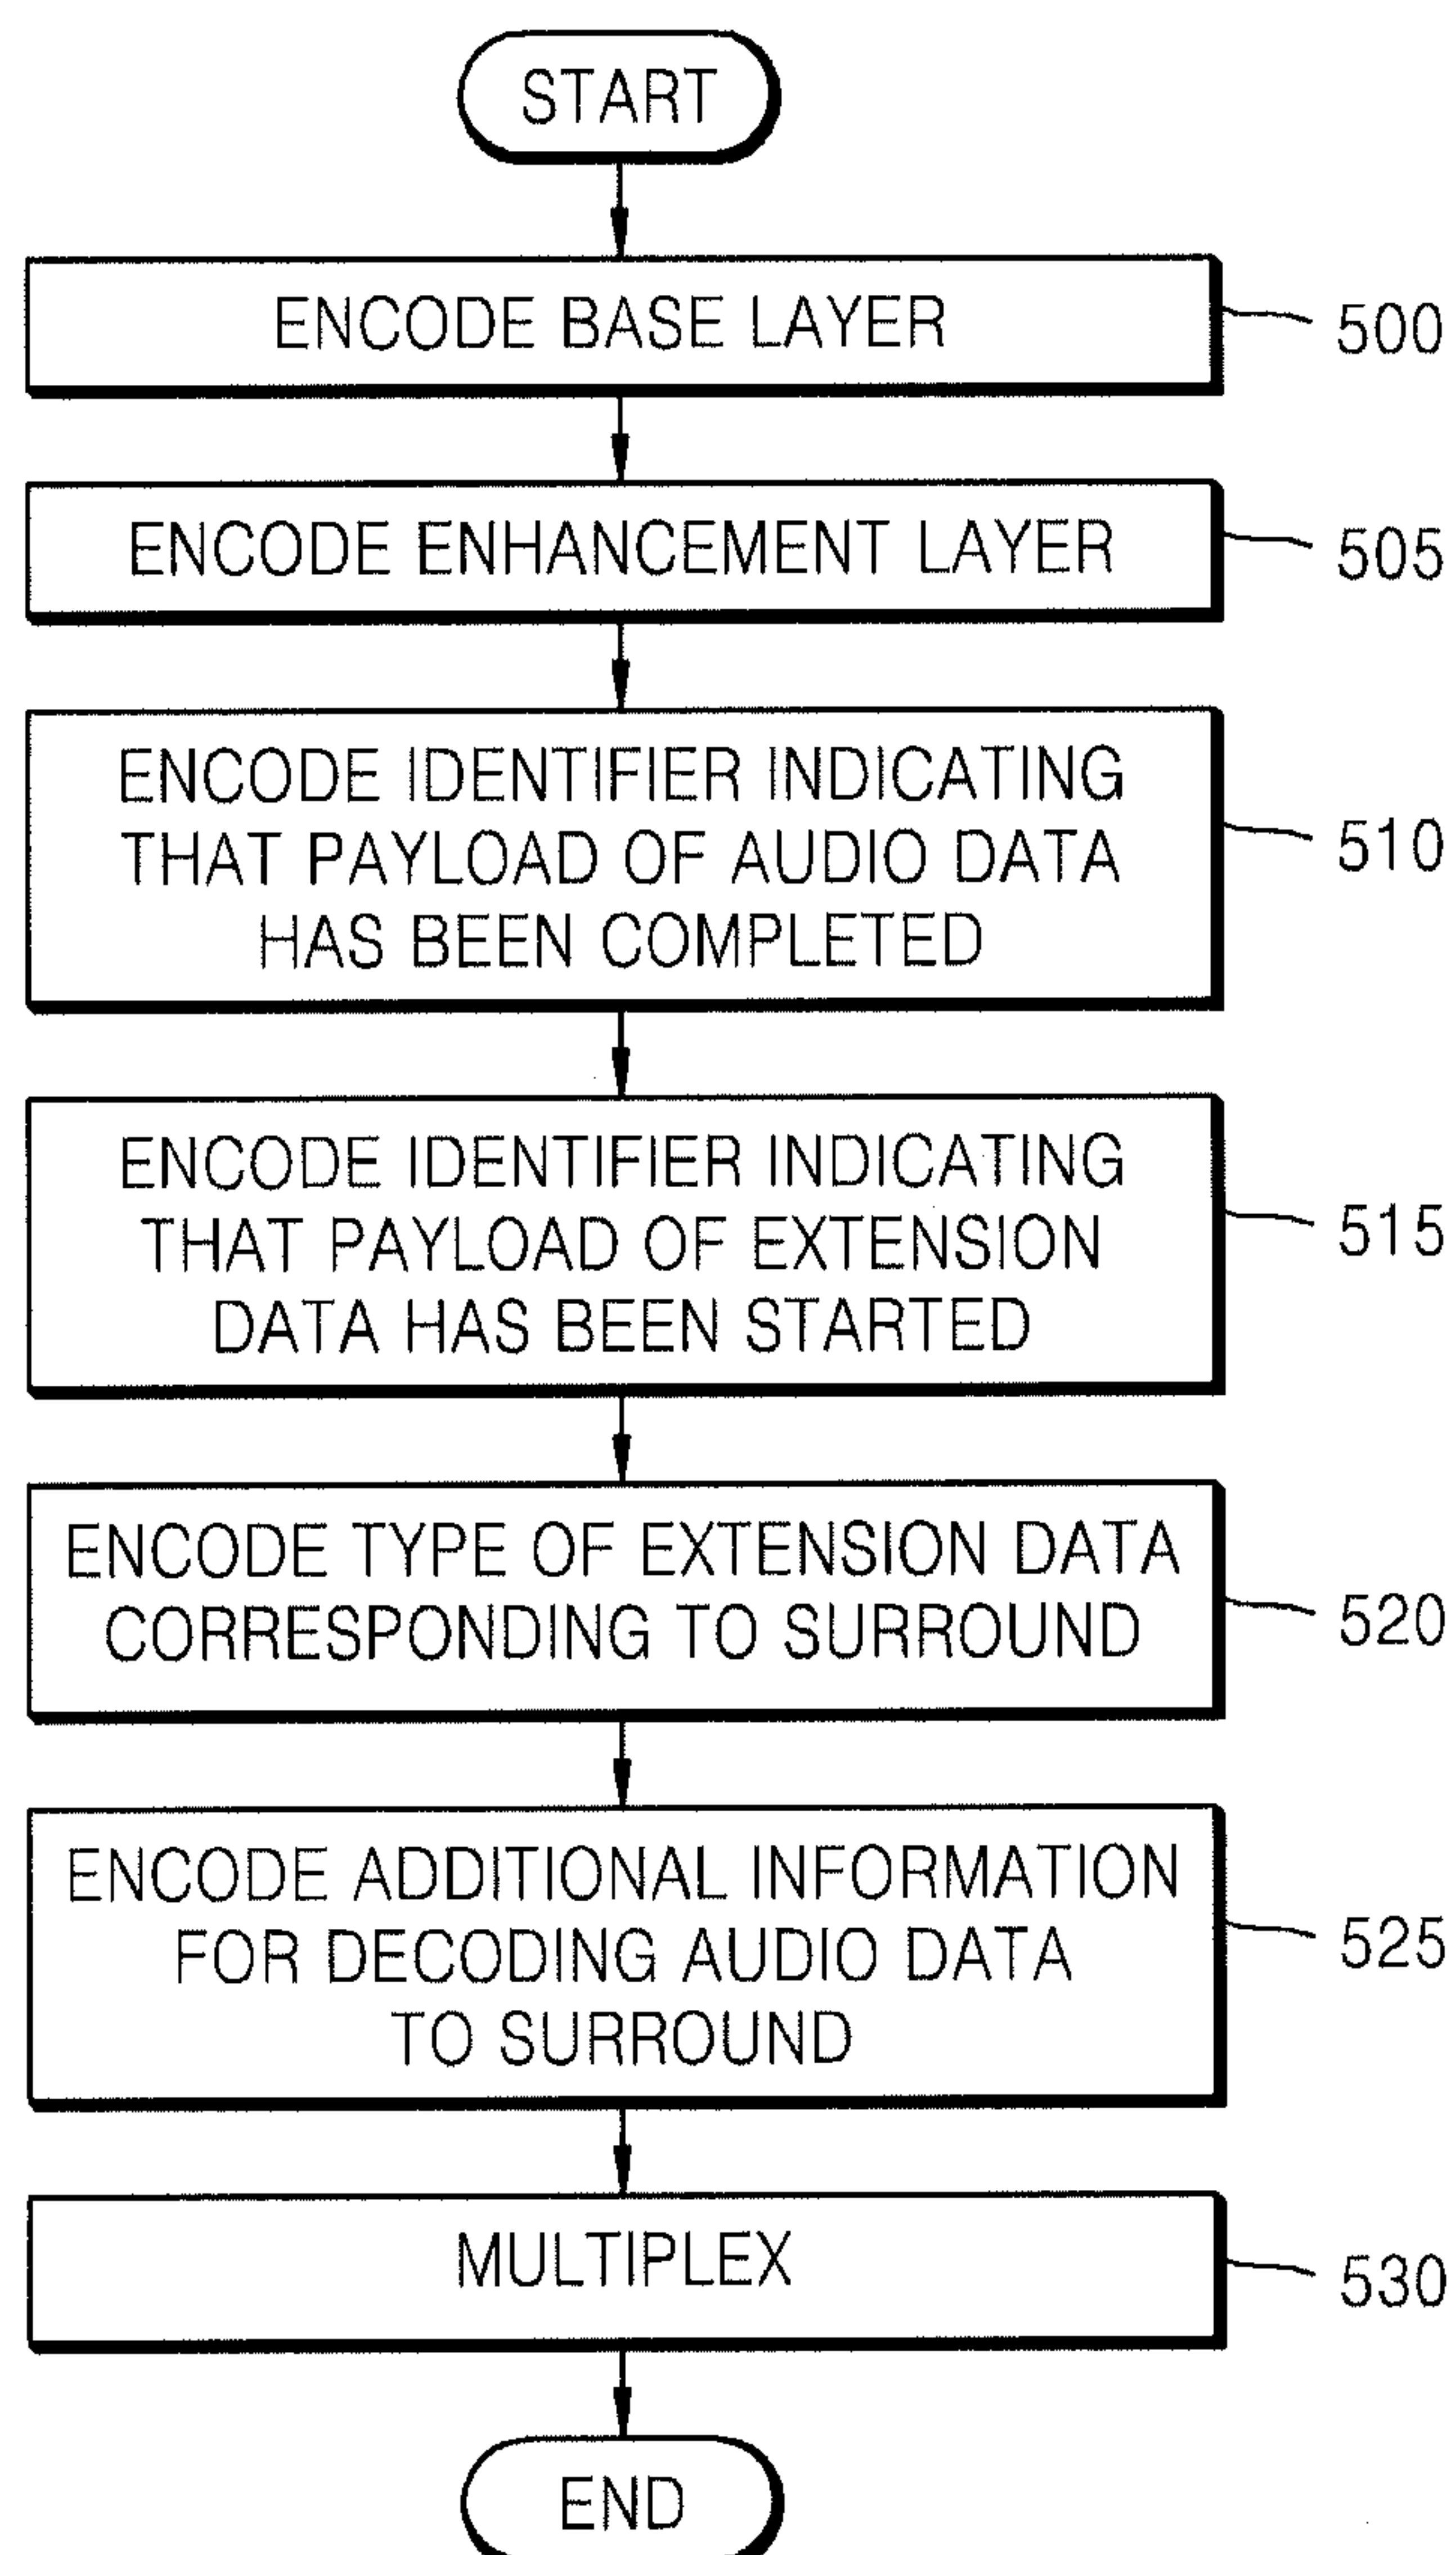 START
ENCODE BASE LAYER
500
ENCODE ENHANCEMENT LAYER
505
ENCODE IDENTIFIER INDICATING
THAT PAYLOAD OF AUDIO DATA
HAS BEEN COMPLETED
510
ENCODE IDENTIFIER INDICATING
THAT PAYLOAD OF EXTENSION
DATA HAS BEEN STARTED
515
ENCODE TYPE OF EXTENSION DATA
CORRESPONDING TO SURROUND
520
ENCODE ADDITIONAL INFORMATION
FOR DECODING AUDIO DATA
TO SURROUND
525
MULTIPLEX
530
END